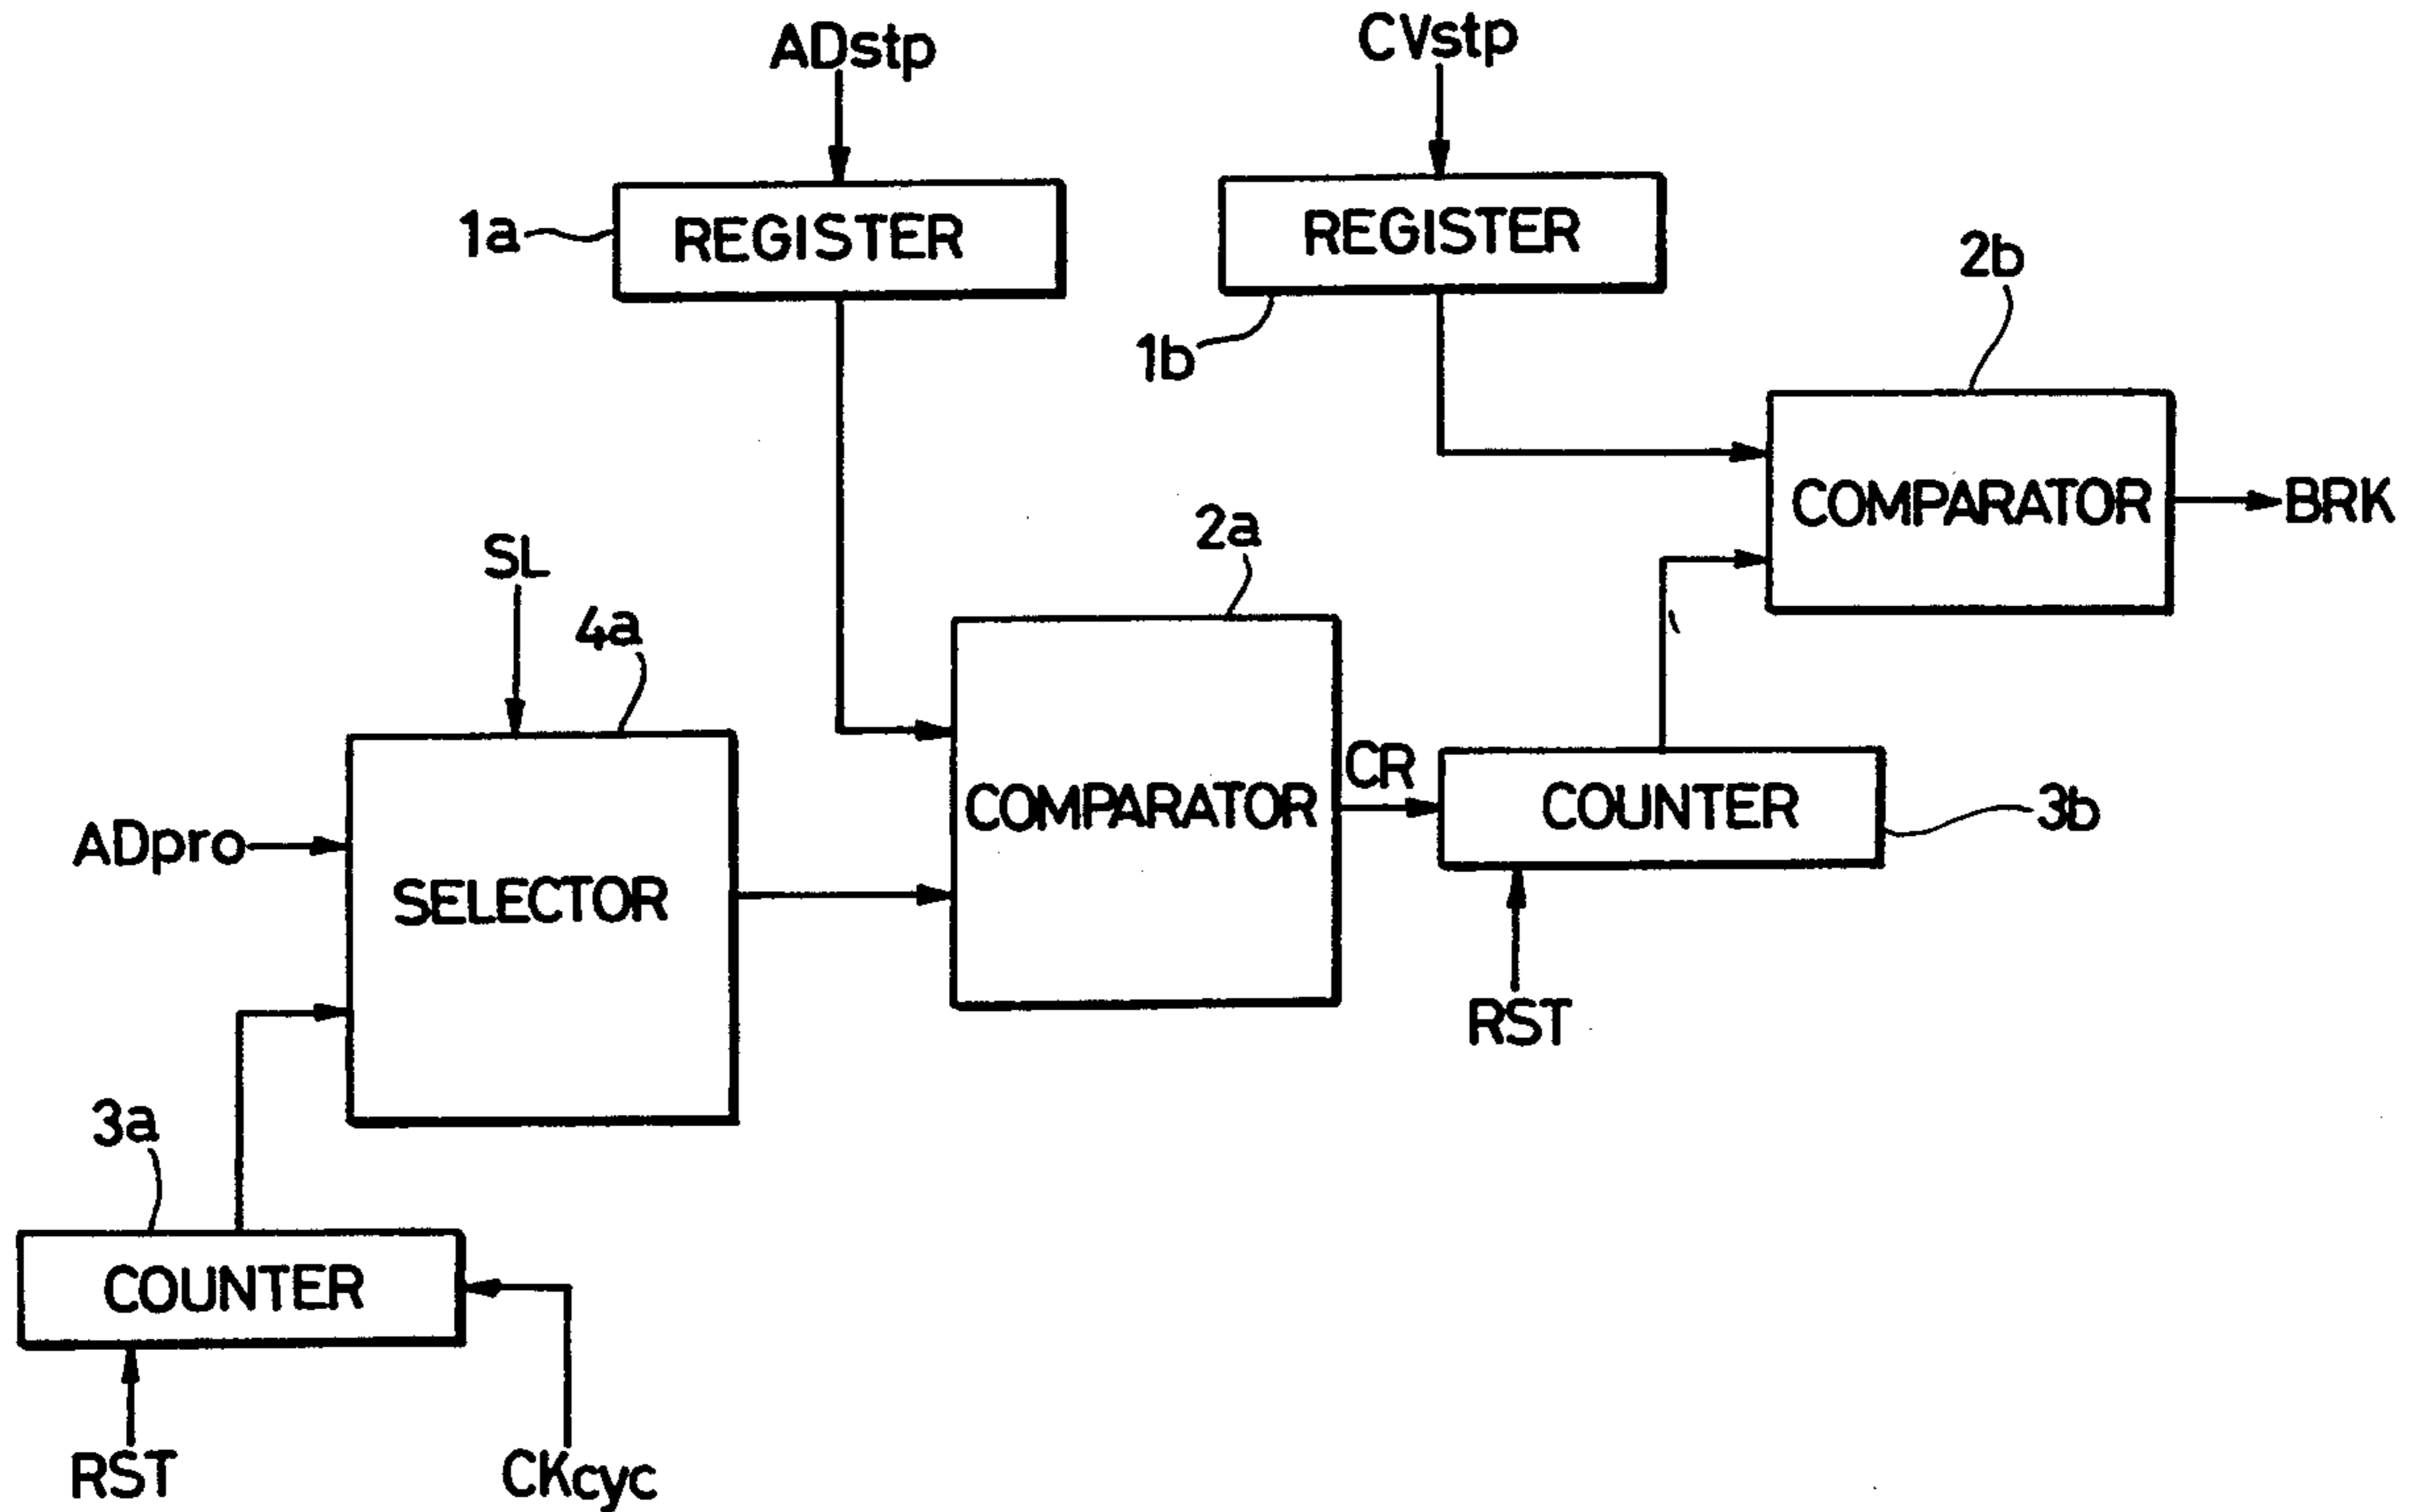 ADstp
CVstp
1a
REGISTER
REGISTER
1b
2b
COMPARATOR
BRK
SL
4a
2a
ADpro
SELECTOR
COMPARATOR
CR
COUNTER
3b
RST
3a
COUNTER
RST
CKcyc